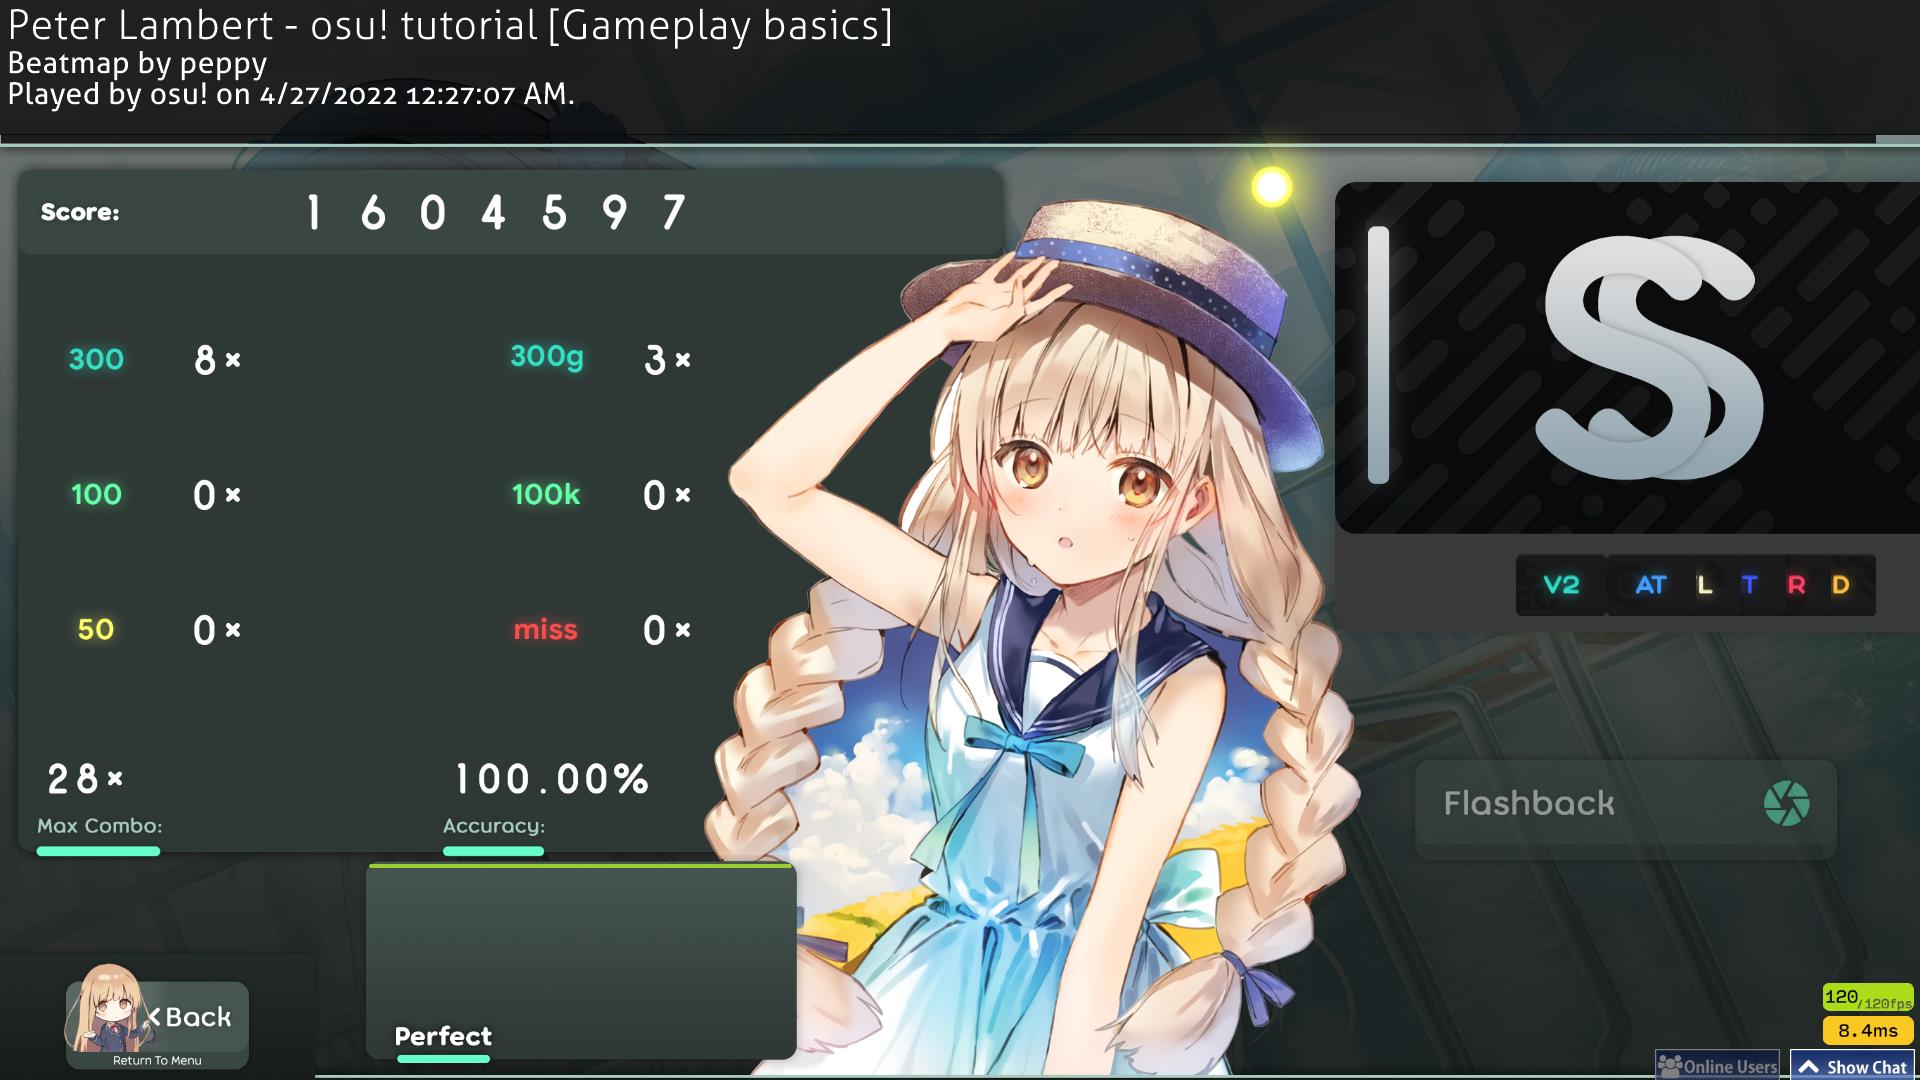 Peter Lambert - osu! tutorial [Gameplay basics]
Beatmap by peppy
Played by osu! on 4/27/2022 12:27:07 AM.
Score: 1604597
300 8× 300g 3×
100 0× 100k 0×
50 0× miss 0×
28× 100.00%
Max Combo: Accuracy:
SS
V2 AT L T R D
Flashback
Perfect
Back
Return To Menu
120/120fps
8.4ms
Online Users Show Chat